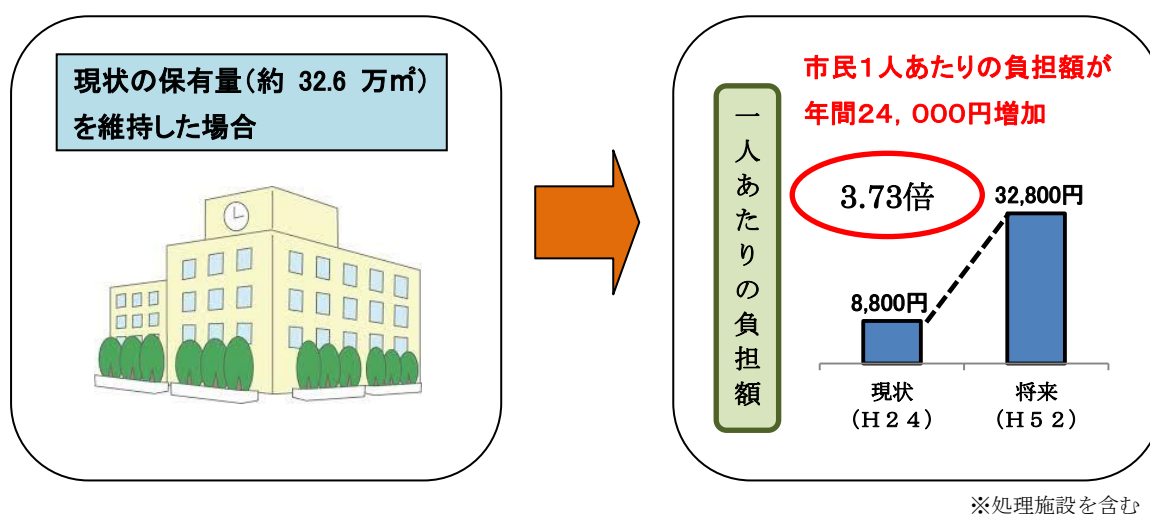 現状の保有量(約 32.6 万㎡)
を維持した場合
市民1人あたりの負担額が
年間24,000円増加
一人あたりの負担額
3.73倍
32,800円
8,800円
現状
(H24)
将来
(H52)
※処理施設を含む